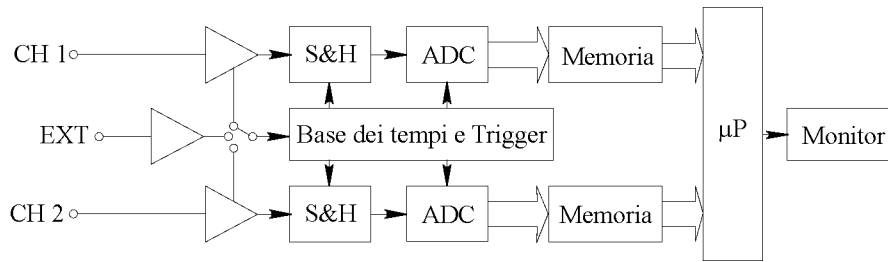 CH 1 S&H ADC Memoria
EXT Base dei tempi e Trigger μP Monitor
CH 2 S&H ADC Memoria